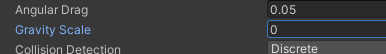 Angular Drag 0.05
Gravity Scale 0
Collision Detection Discrete